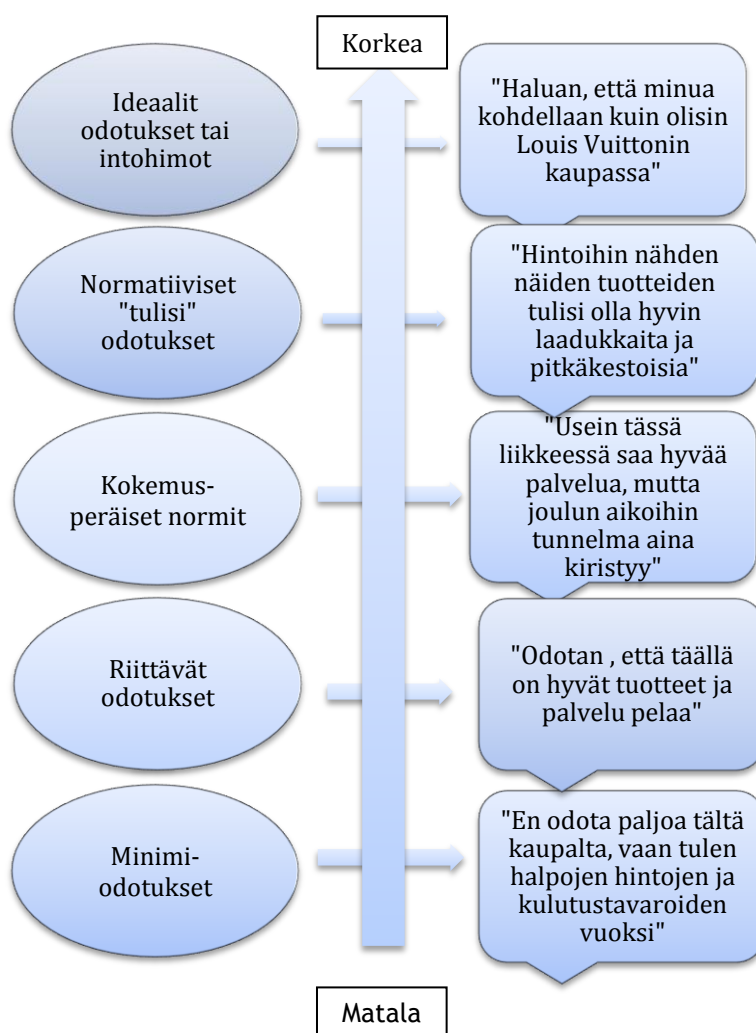 Korkea
Ideaalit
odotukset tai
intohimot
"Haluan, että minua
kohdellaan kuin olisin
Louis Vuittonin
kaupassa"
Normatiiviset
"tulisi"
odotukset
"Hintoihin nähden
näiden tuotteiden
tulisi olla hyvin
laadukkaita ja
pitkäkestoisia"
Kokemus-
peräiset normit
"Usein tässä
liikkeessä saa hyvää
palvelua, mutta
joulun aikoihin
tunnelma aina
kiristyy"
Riittävät
odotukset
"Odotan , että täällä
on hyvät tuotteet ja
palvelu pelaa"
Minimi-
odotukset
"En odota paljoa tältä
kaupalta, vaan tulen
halpojen hintojen ja
kulutustavaroiden
vuoksi"
Matala